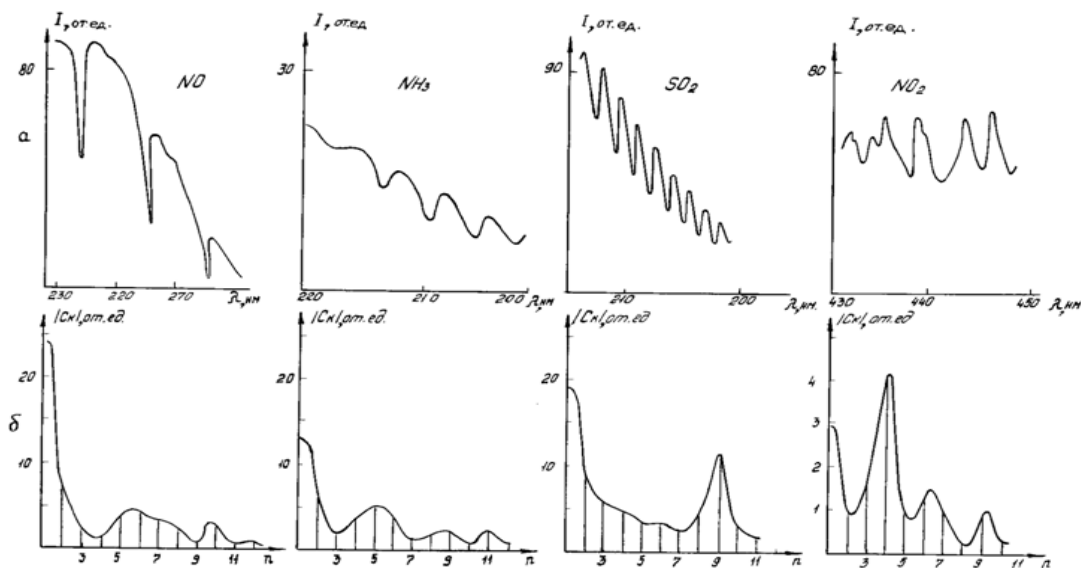 I, от.ед.
I, от.ед.
I, от.ед.
I, от.ед.
80
NO
30
NH₃
90
SO₂
80
NO₂
а
230 220 270 λ, нм
220 210 200 λ, нм
210 200 λ, нм.
430 440 450 λ, нм
|Cк|, от.ед.
|Cк|, от.ед.
|Cк|, от.ед.
|Cк|, от.ед.
20
10
20
10
20
10
5
4
3
2
1
δ
3 5 7 9 11 n
3 5 7 9 11 n
3 5 7 9 11 n
3 5 7 9 11 n